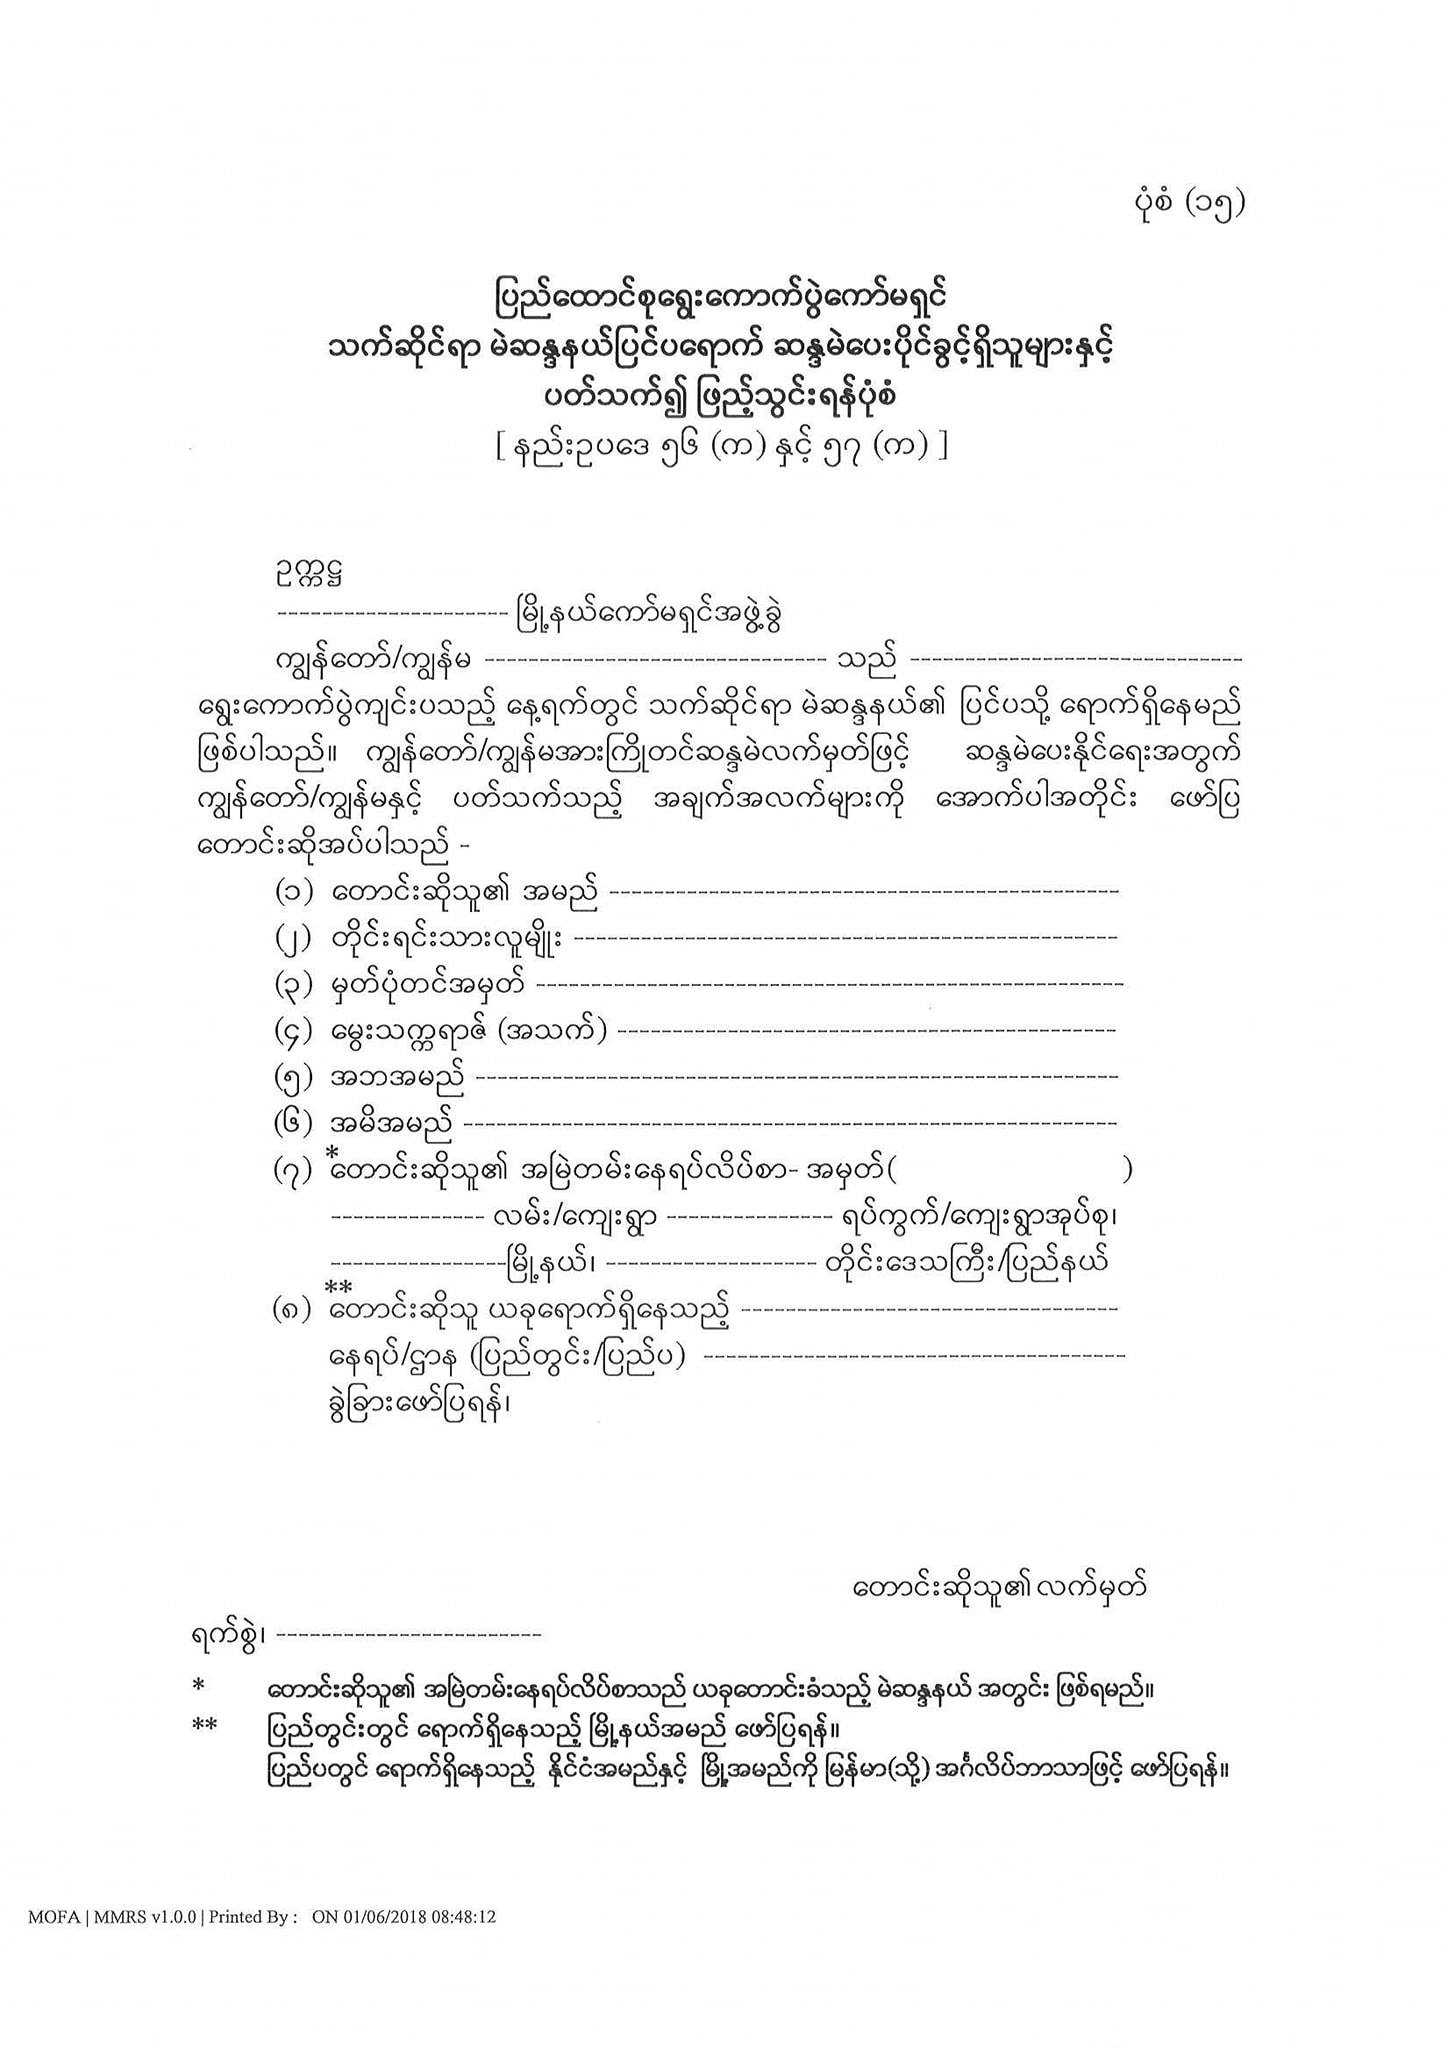 ပုံစံ (၁၅)
ပြည်ထောင်စုရွေးကောက်ပွဲကော်မရှင်
သက်ဆိုင်ရာ မဲဆန္ဒနယ်ပြင်ပရောက် ဆန္ဒမဲပေးပိုင်ခွင့်ရှိသူများနှင့်
ပတ်သက်၍ ဖြည့်သွင်းရန်ပုံစံ
[ နည်းဥပဒေ ၅၆ (က) နှင့် ၅၇ (က) ]
ဥက္ကဋ္ဌ
--------------------- မြို့နယ်ကော်မရှင်အဖွဲ့ခွဲ
ကျွန်တော်/ကျွန်မ ------------------------------- သည် ------------------------------
ရွေးကောက်ပွဲကျင်းပသည့် နေ့ရက်တွင် သက်ဆိုင်ရာ မဲဆန္ဒနယ်၏ ပြင်ပသို့ ရောက်ရှိနေမည်
ဖြစ်ပါသည်။ ကျွန်တော်/ကျွန်မအားကြိုတင်ဆန္ဒမဲလက်မှတ်ဖြင့် ဆန္ဒမဲပေးနိုင်ရေးအတွက်
ကျွန်တော်/ကျွန်မနှင့် ပတ်သက်သည့် အချက်အလက်များကို အောက်ပါအတိုင်း ဖော်ပြ
တောင်းဆိုအပ်ပါသည် -
(၁) တောင်းဆိုသူ၏ အမည် ----------------------------------------------
(၂) တိုင်းရင်းသားလူမျိုး -------------------------------------------------
(၃) မှတ်ပုံတင်အမှတ် -----------------------------------------------------
(၄) မွေးသက္ကရာဇ် (အသက်) ---------------------------------------------
(၅) အဘအမည် ----------------------------------------------------------
(၆) အမိအမည် -----------------------------------------------------------
(၇) *တောင်းဆိုသူ၏ အမြဲတမ်းနေရပ်လိပ်စာ- အမှတ်( )
-------------- လမ်း/ကျေးရွာ --------------- ရပ်ကွက်/ကျေးရွာအုပ်စု၊
----------------မြို့နယ်၊ ------------------- တိုင်းဒေသကြီး/ပြည်နယ်
(၈) **တောင်းဆိုသူ ယခုရောက်ရှိနေသည့် ----------------------------------
နေရပ်/ဌာန (ပြည်တွင်း/ပြည်ပ) --------------------------------------
ခွဲခြားဖော်ပြရန်၊
တောင်းဆိုသူ၏ လက်မှတ်
ရက်စွဲ၊ ------------------------
* တောင်းဆိုသူ၏ အမြဲတမ်းနေရပ်လိပ်စာသည် ယခုတောင်းခံသည့် မဲဆန္ဒနယ် အတွင်း ဖြစ်ရမည်။
** ပြည်တွင်းတွင် ရောက်ရှိနေသည့် မြို့နယ်အမည် ဖော်ပြရန်။
ပြည်ပတွင် ရောက်ရှိနေသည့် နိုင်ငံအမည်နှင့် မြို့အမည်ကို မြန်မာ(သို့) အင်္ဂလိပ်ဘာသာဖြင့် ဖော်ပြရန်။
MOFA | MMRS v1.0.0 | Printed By : ON 01/06/2018 08:48:12